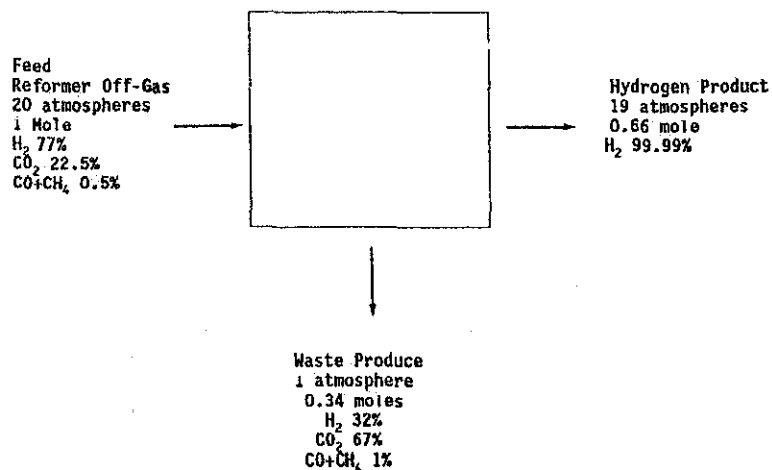 Feed
Reformer Off-Gas
20 atmospheres
1 Mole
H2 77%
CO2 22.5%
CO+CH4 0.5%
Hydrogen Product
19 atmospheres
0.66 mole
H2 99.99%
Waste Produce
1 atmosphere
0.34 moles
H2 32%
CO2 67%
CO+CH4 1%